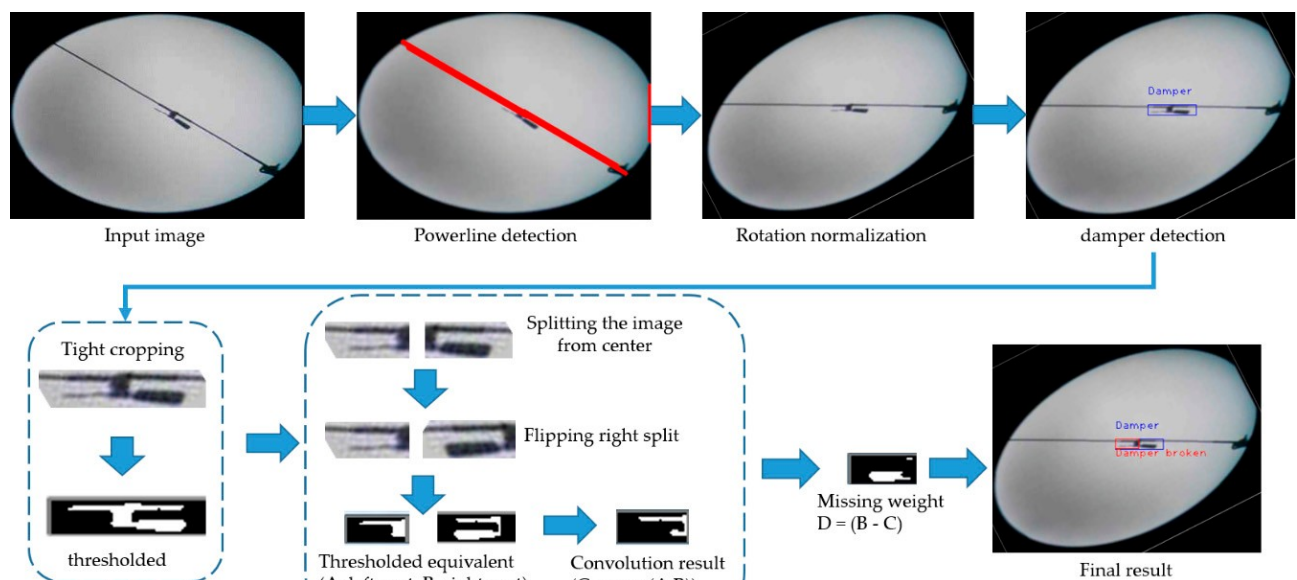 Damper
Input image
Powerline detection
Rotation normalization
damper detection
Tight cropping
thresholded
Splitting the image
from center
Flipping right split
Thresholded equivalent
Convolution result
Missing weight
D = (B - C)
Damper
Damper broken
Final result